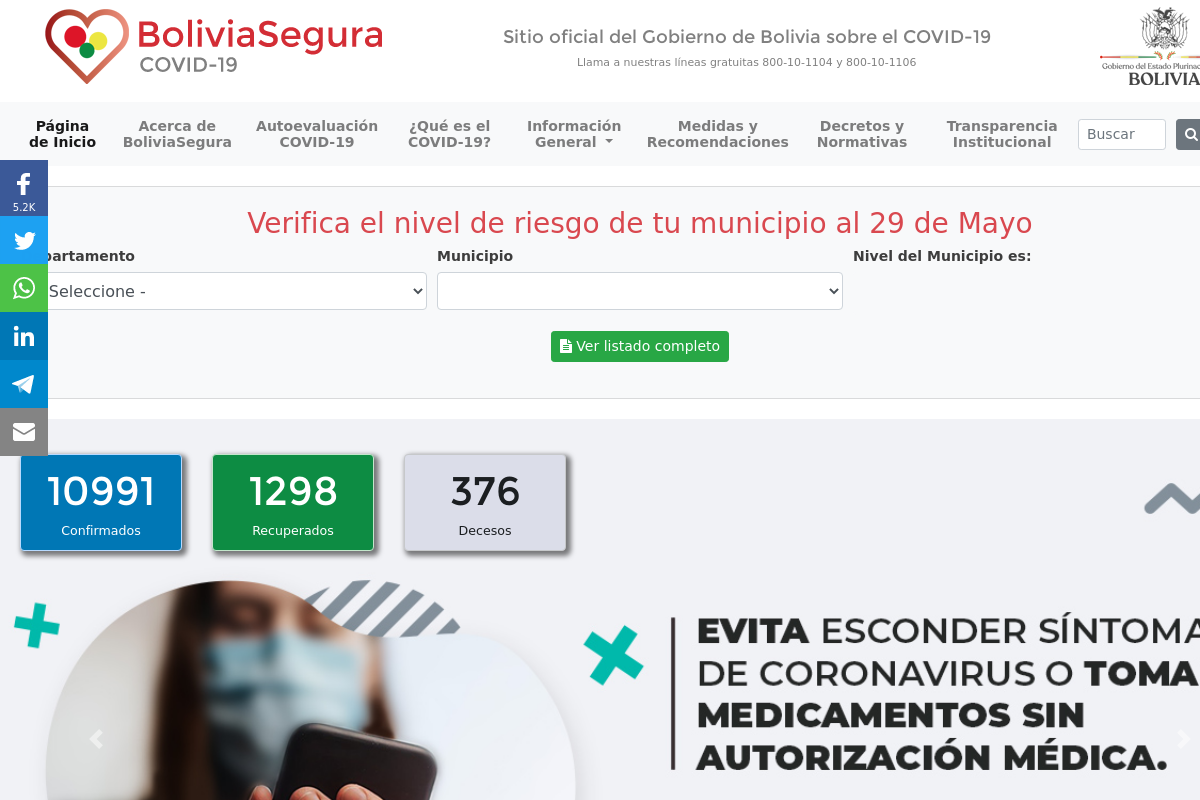 BoliviaSegura
COVID-19
Sitio oficial del Gobierno de Bolivia sobre el COVID-19
Llama a nuestras líneas gratuitas 800-10-1104 y 800-10-1106
Gobierno del Estado Plurinac
BOLIVIA
Página
de Inicio
Acerca de
BoliviaSegura
Autoevaluación
COVID-19
¿Qué es el
COVID-19?
Información
General
Medidas y
Recomendaciones
Decretos y
Normativas
Transparencia
Institucional
Buscar
5.2K
Verifica el nivel de riesgo de tu municipio al 29 de Mayo
partamento
Municipio
Nivel del Municipio es:
Seleccione -
Ver listado completo
10991
Confirmados
1298
Recuperados
376
Decesos
EVITA ESCONDER SÍNTOMA
DE CORONAVIRUS O TOMA
MEDICAMENTOS SIN
AUTORIZACIÓN MÉDICA.